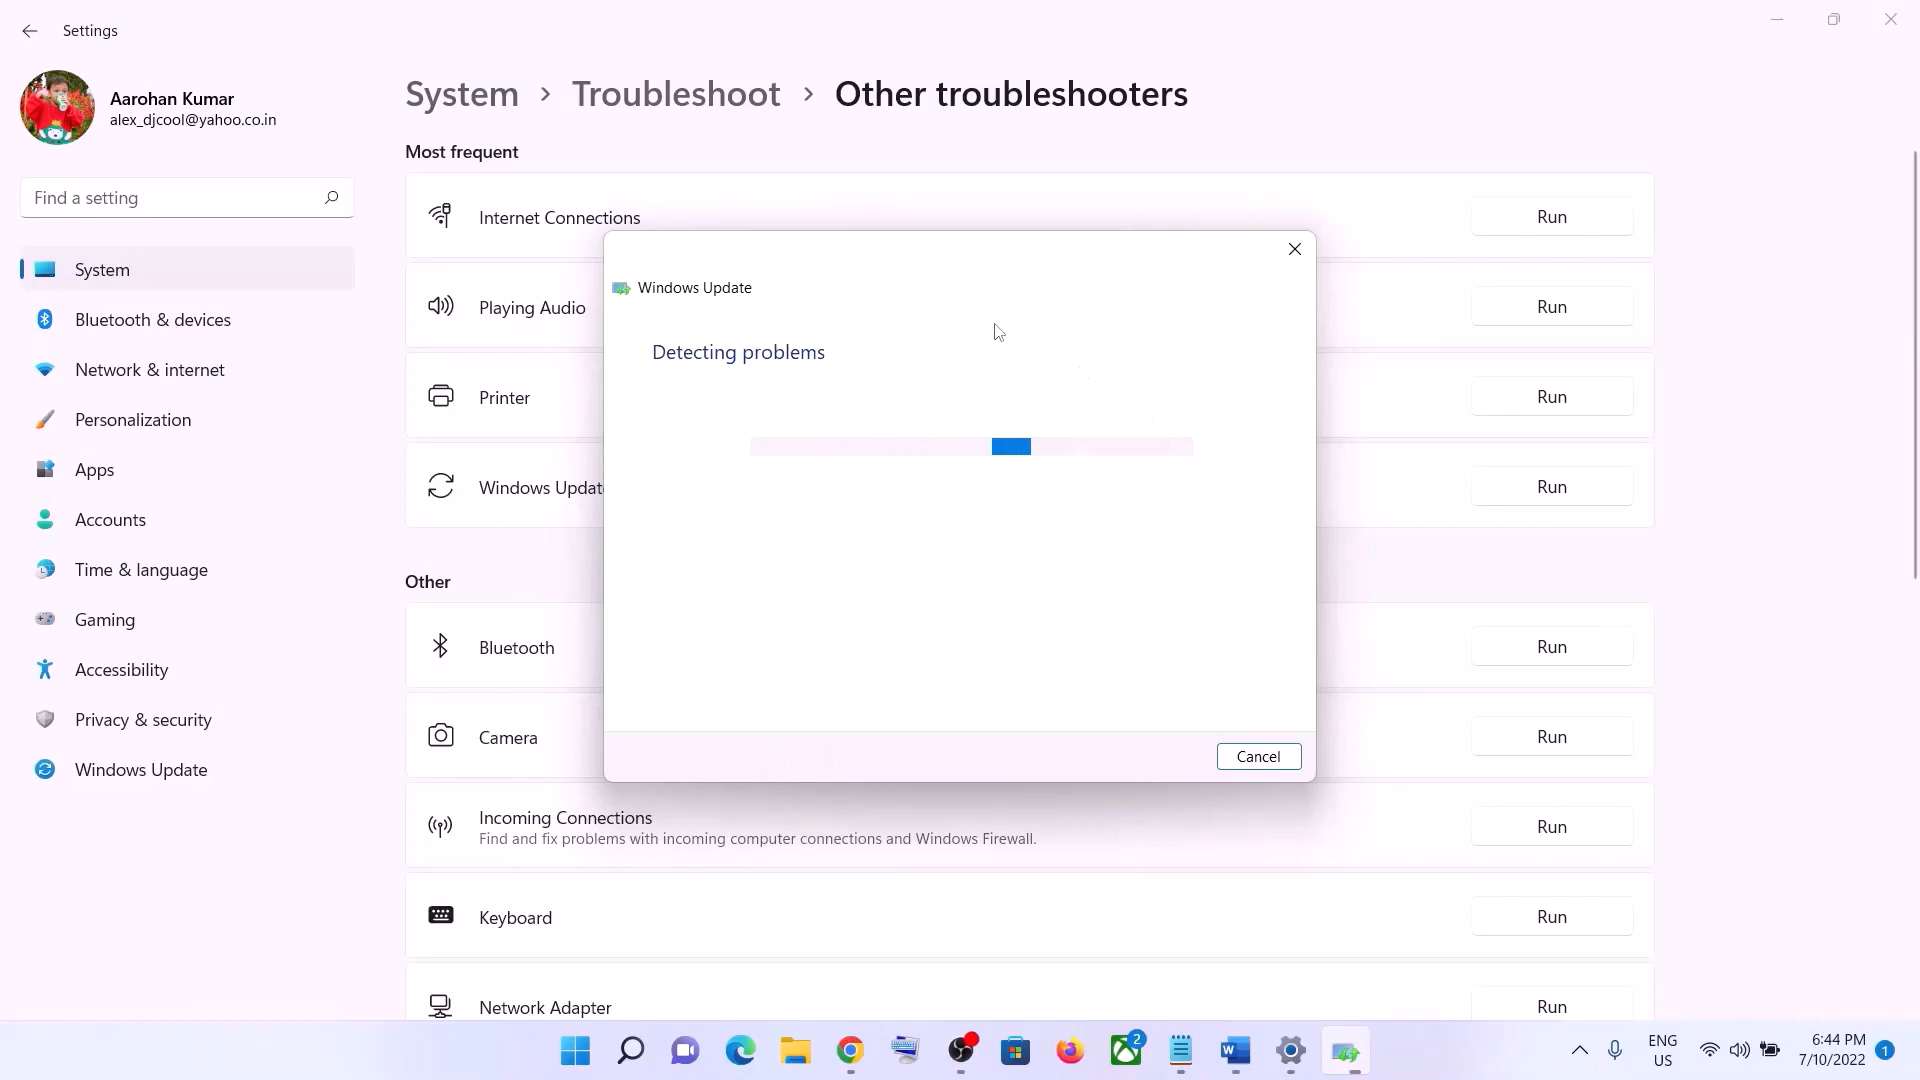 Settings
Aarohan Kumar
alex_djcool@yahoo.co.in
Find a setting
System
Bluetooth & devices
Network & internet
Personalization
Apps
Accounts
Time & language
Gaming
Accessibility
Privacy & security
Windows Update
System > Troubleshoot > Other troubleshooters
Most frequent
Internet Connections Run
Playing Audio Run
Printer Run
Windows Updat Run
Windows Update
Detecting problems
Cancel
Other
Bluetooth Run
Camera Run
Incoming Connections Run
Find and fix problems with incoming computer connections and Windows Firewall.
Keyboard Run
Network Adapter Run
2
ENG
US
6:44 PM
7/10/2022
1